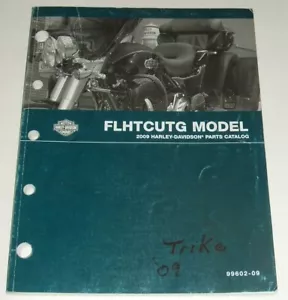 FLHTCUTG MODEL
2009 HARLEY-DAVIDSON® PARTS CATALOG
Trike
'09
99602-09